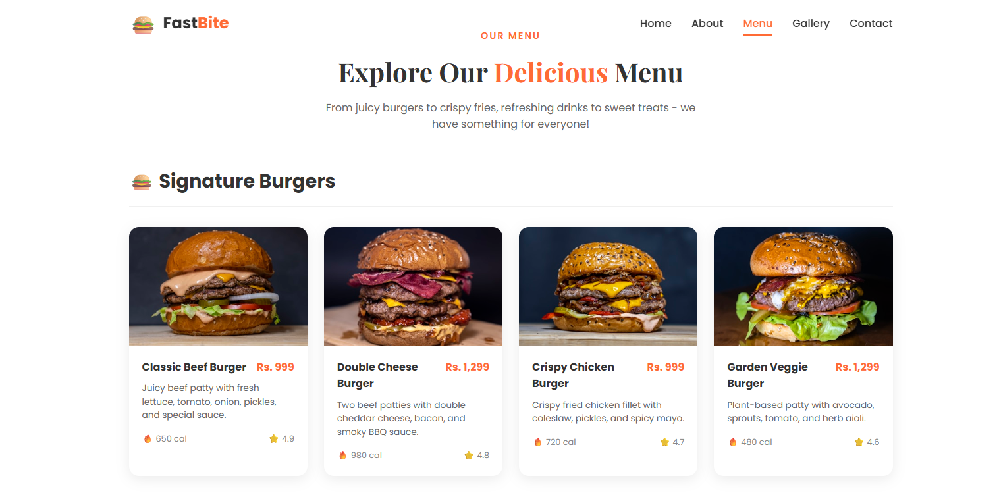 FastBite
Home About Menu Gallery Contact
OUR MENU
Explore Our Delicious Menu
From juicy burgers to crispy fries, refreshing drinks to sweet treats - we
have something for everyone!
Signature Burgers
Classic Beef Burger Rs. 999
Juicy beef patty with fresh
lettuce, tomato, onion, pickles,
and special sauce.
650 cal 4.9
Double Cheese Rs. 1,299
Burger
Two beef patties with double
cheddar cheese, bacon, and
smoky BBQ sauce.
980 cal 4.8
Crispy Chicken Rs. 999
Burger
Crispy fried chicken fillet with
coleslaw, pickles, and spicy mayo.
720 cal 4.7
Garden Veggie Rs. 1,299
Burger
Plant-based patty with avocado,
sprouts, tomato, and herb aioli.
480 cal 4.6